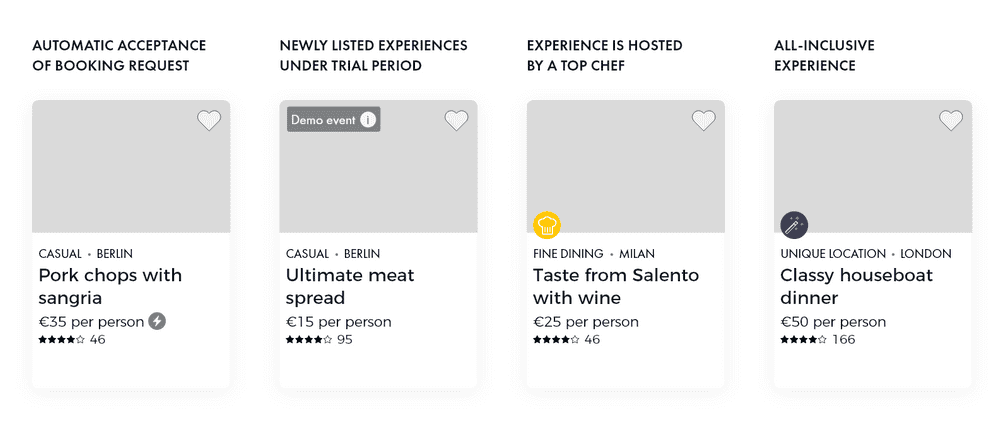 AUTOMATIC ACCEPTANCE
OF BOOKING REQUEST
NEWLY LISTED EXPERIENCES
UNDER TRIAL PERIOD
EXPERIENCE IS HOSTED
BY A TOP CHEF
ALL-INCLUSIVE
EXPERIENCE
CASUAL • BERLIN
Pork chops with
sangria
€35 per person
46
Demo event i
CASUAL • BERLIN
Ultimate meat
spread
€15 per person
95
FINE DINING • MILAN
Taste from Salento
with wine
€25 per person
46
UNIQUE LOCATION • LONDON
Classy houseboat
dinner
€50 per person
166